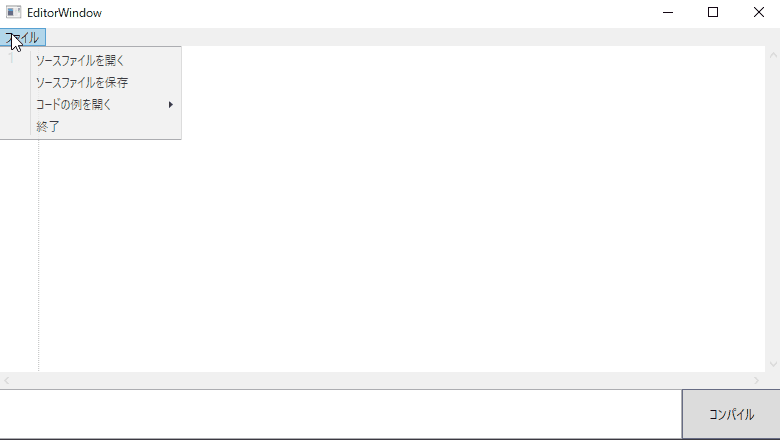 EditorWindow
ファイル
1
ソースファイルを開く
ソースファイルを保存
コードの例を開く
終了
コンパイル